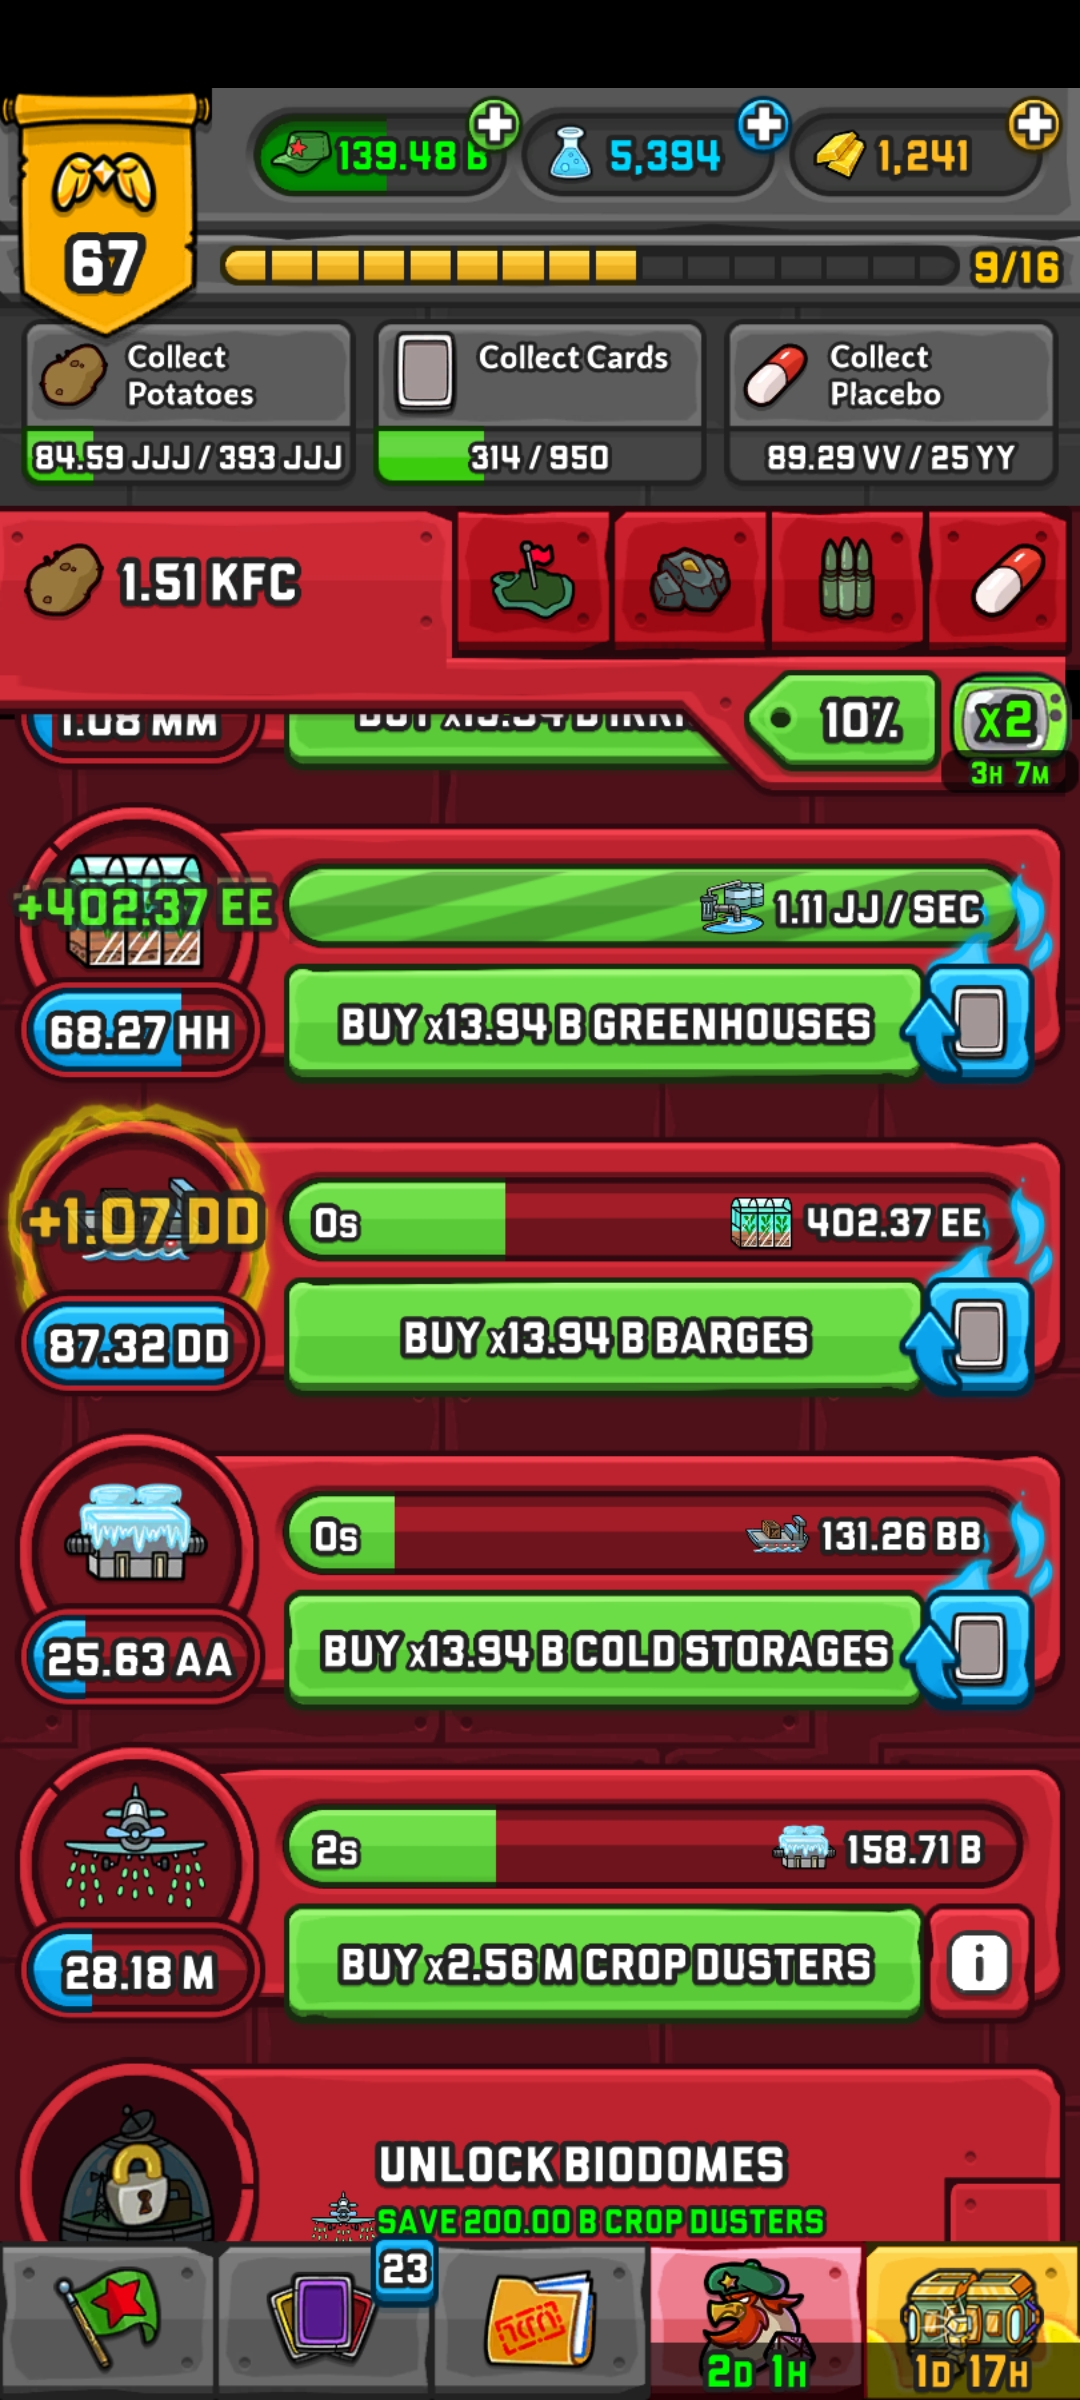 139.48 B
5,394
1,241
67
9/16
Collect
Potatoes
84.59 JJJ / 393 JJJ
Collect Cards
314 / 950
Collect
Placebo
89.29 VV / 25 YY
1.51 KFC
10%
x2
3H 7M
1.08 MM
+402.37 EE
1.11 JJ / SEC
68.27 HH
BUY x13.94 B GREENHOUSES
+1.07 DD
0s
402.37 EE
87.32 DD
BUY x13.94 B BARGES
0s
131.26 BB
25.63 AA
BUY x13.94 B COLD STORAGES
2s
158.71 B
28.18 M
BUY x2.56 M CROP DUSTERS
i
UNLOCK BIODOMES
SAVE 200.00 B CROP DUSTERS
23
2D 1H
1D 17H